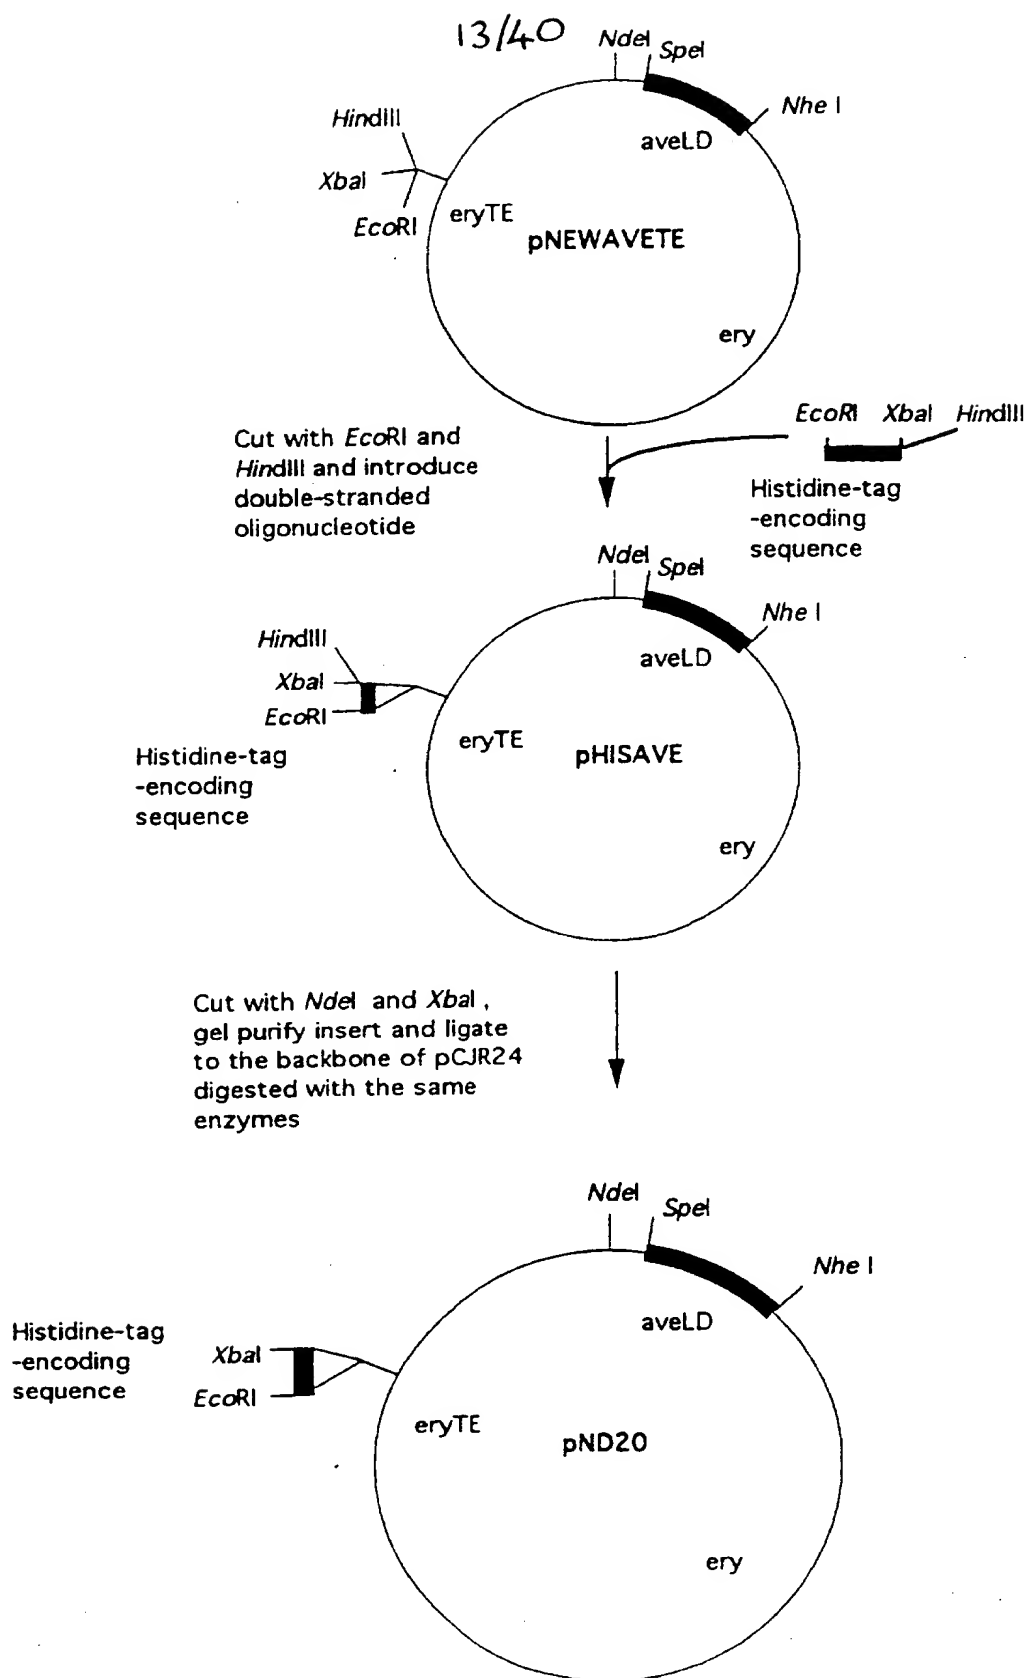 13/40
NdeI
SpeI
Nhe I
HindIII
XbaI
EcoRI
aveLD
eryTE
pNEWAVETE
ery
Cut with EcoRI and
HindIII and introduce
double-stranded
oligonucleotide
EcoRI XbaI HindIII
Histidine-tag
-encoding
sequence
NdeI
SpeI
Nhe I
HindIII
XbaI
EcoRI
aveLD
eryTE
pHISAVE
Histidine-tag
-encoding
sequence
ery
Cut with NdeI and XbaI,
gel purify insert and ligate
to the backbone of pCJR24
digested with the same
enzymes
NdeI
SpeI
Nhe I
aveLD
Histidine-tag
-encoding
sequence
XbaI
EcoRI
eryTE
pND20
ery